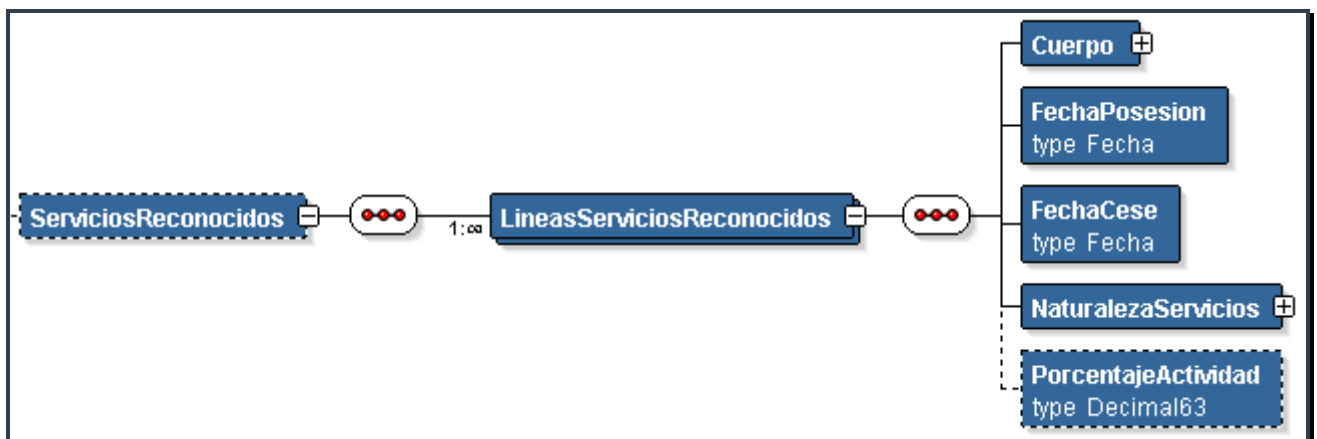 Cuerpo
FechaPosesion
type Fecha
ServiciosReconocidos
1:∞
LineasServiciosReconocidos
FechaCese
type Fecha
NaturalezaServicios
PorcentajeActividad
type Decimal63